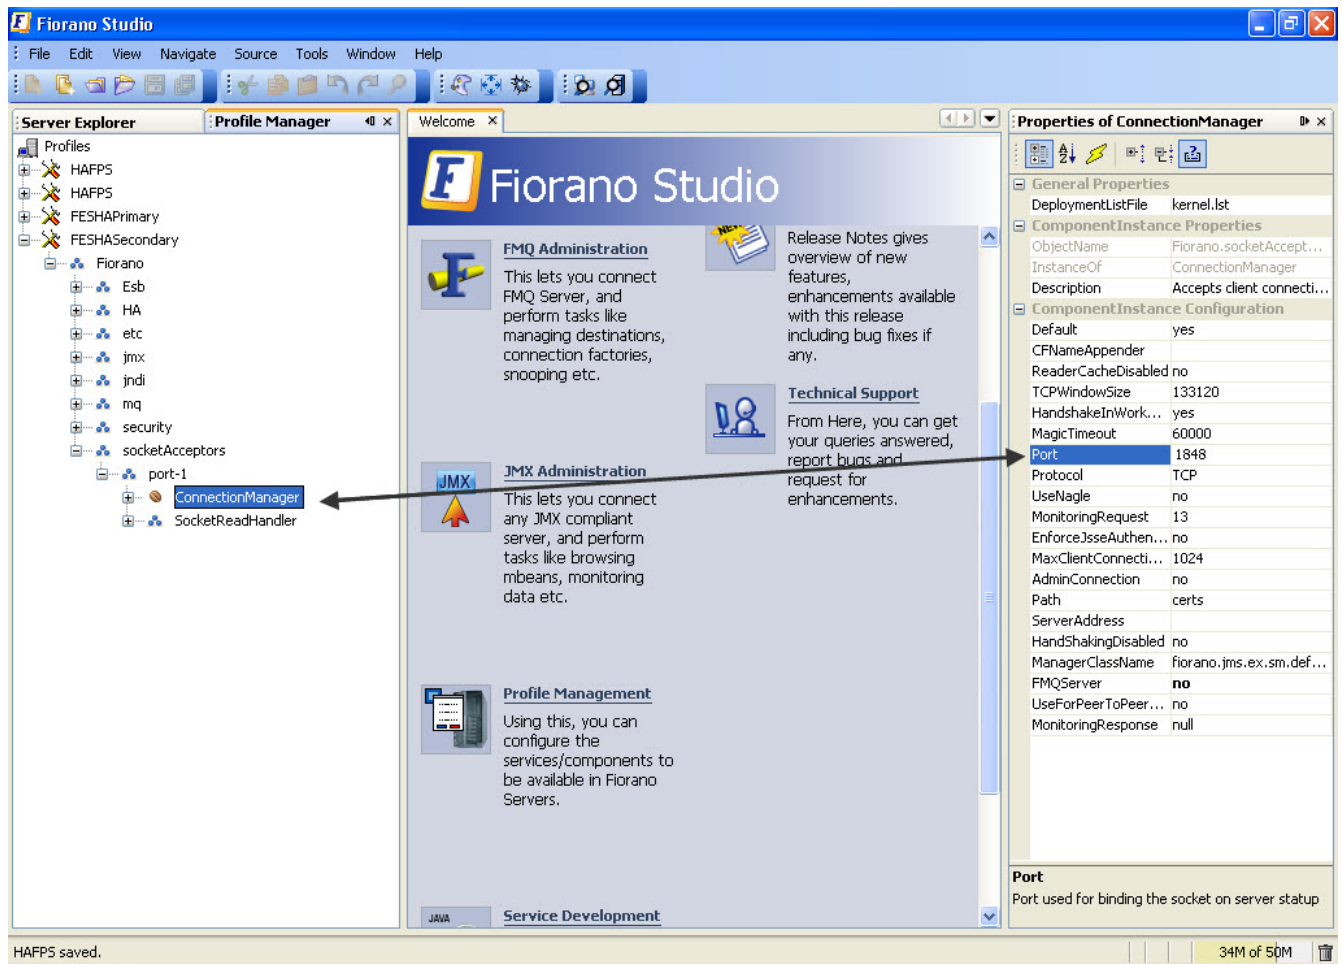 Fiorano Studio
File Edit View Navigate Source Tools Window Help
Server Explorer
Profile Manager
Profiles
HAFPS
HAFPS
FESHAPrimary
FESHASecondary
Fiorano
Esb
HA
etc
jmx
jndi
mq
security
socketAcceptors
port-1
ConnectionManager
SocketReadHandler
Welcome
Fiorano Studio
FMQ Administration
This lets you connect
FMQ Server, and
perform tasks like
managing destinations,
connection factories,
snooping etc.
JMX
JMX Administration
This lets you connect
any JMX compliant
server, and perform
tasks like browsing
mbeans, monitoring
data etc.
Profile Management
Using this, you can
configure the
services/components to
be available in Fiorano
Servers.
JAVA
Service Development
NEW
Release Notes gives
overview of new
features,
enhancements available
with this release
including bug fixes if
any.
Technical Support
From Here, you can get
your queries answered,
report bugs and
request for
enhancements.
Properties of ConnectionManager
General Properties
DeploymentListFile kernel.lst
ComponentInstance Properties
ObjectName Fiorano.socketAccept...
InstanceOf ConnectionManager
Description Accepts client connecti...
ComponentInstance Configuration
Default yes
CFNameAppender
ReaderCacheDisabled no
TCPWindowSize 133120
HandshakeInWork... yes
MagicTimeout 60000
Port 1848
Protocol TCP
UseNagle no
MonitoringRequest 13
EnforceJsseAuthen... no
MaxClientConnecti... 1024
AdminConnection no
Path certs
ServerAddress
HandShakingDisabled no
ManagerClassName fiorano.jms.ex.sm.def...
FMQServer no
UseForPeerToPeer... no
MonitoringResponse null
Port
Port used for binding the socket on server statup
HAFPS saved.
34M of 50M